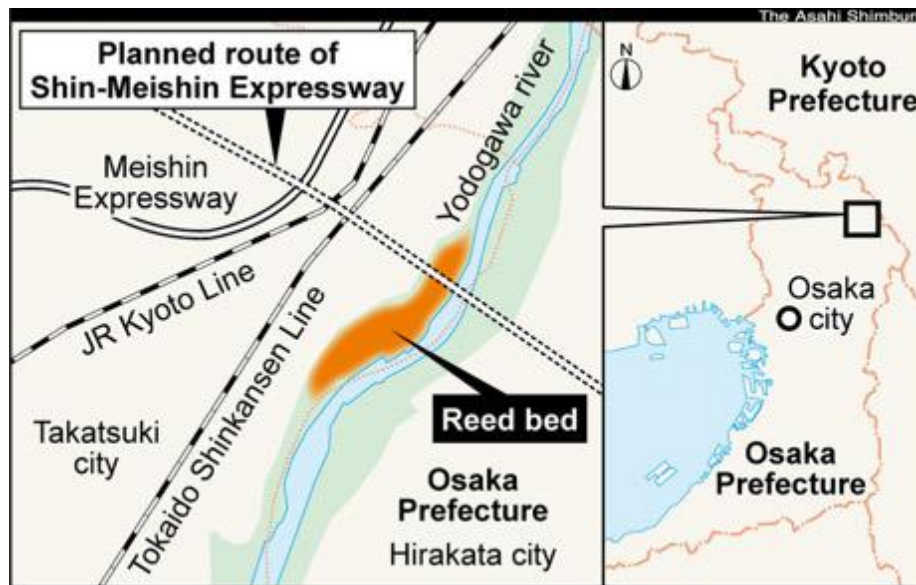 The Asahi Shimbun
Planned route of
Shin-Meishin Expressway
Meishin
Expressway
Yodogawa river
JR Kyoto Line
Tokaido Shinkansen Line
Reed bed
Takatsuki
city
Osaka
Prefecture
Hirakata city
N
Kyoto
Prefecture
Osaka
city
Osaka
Prefecture